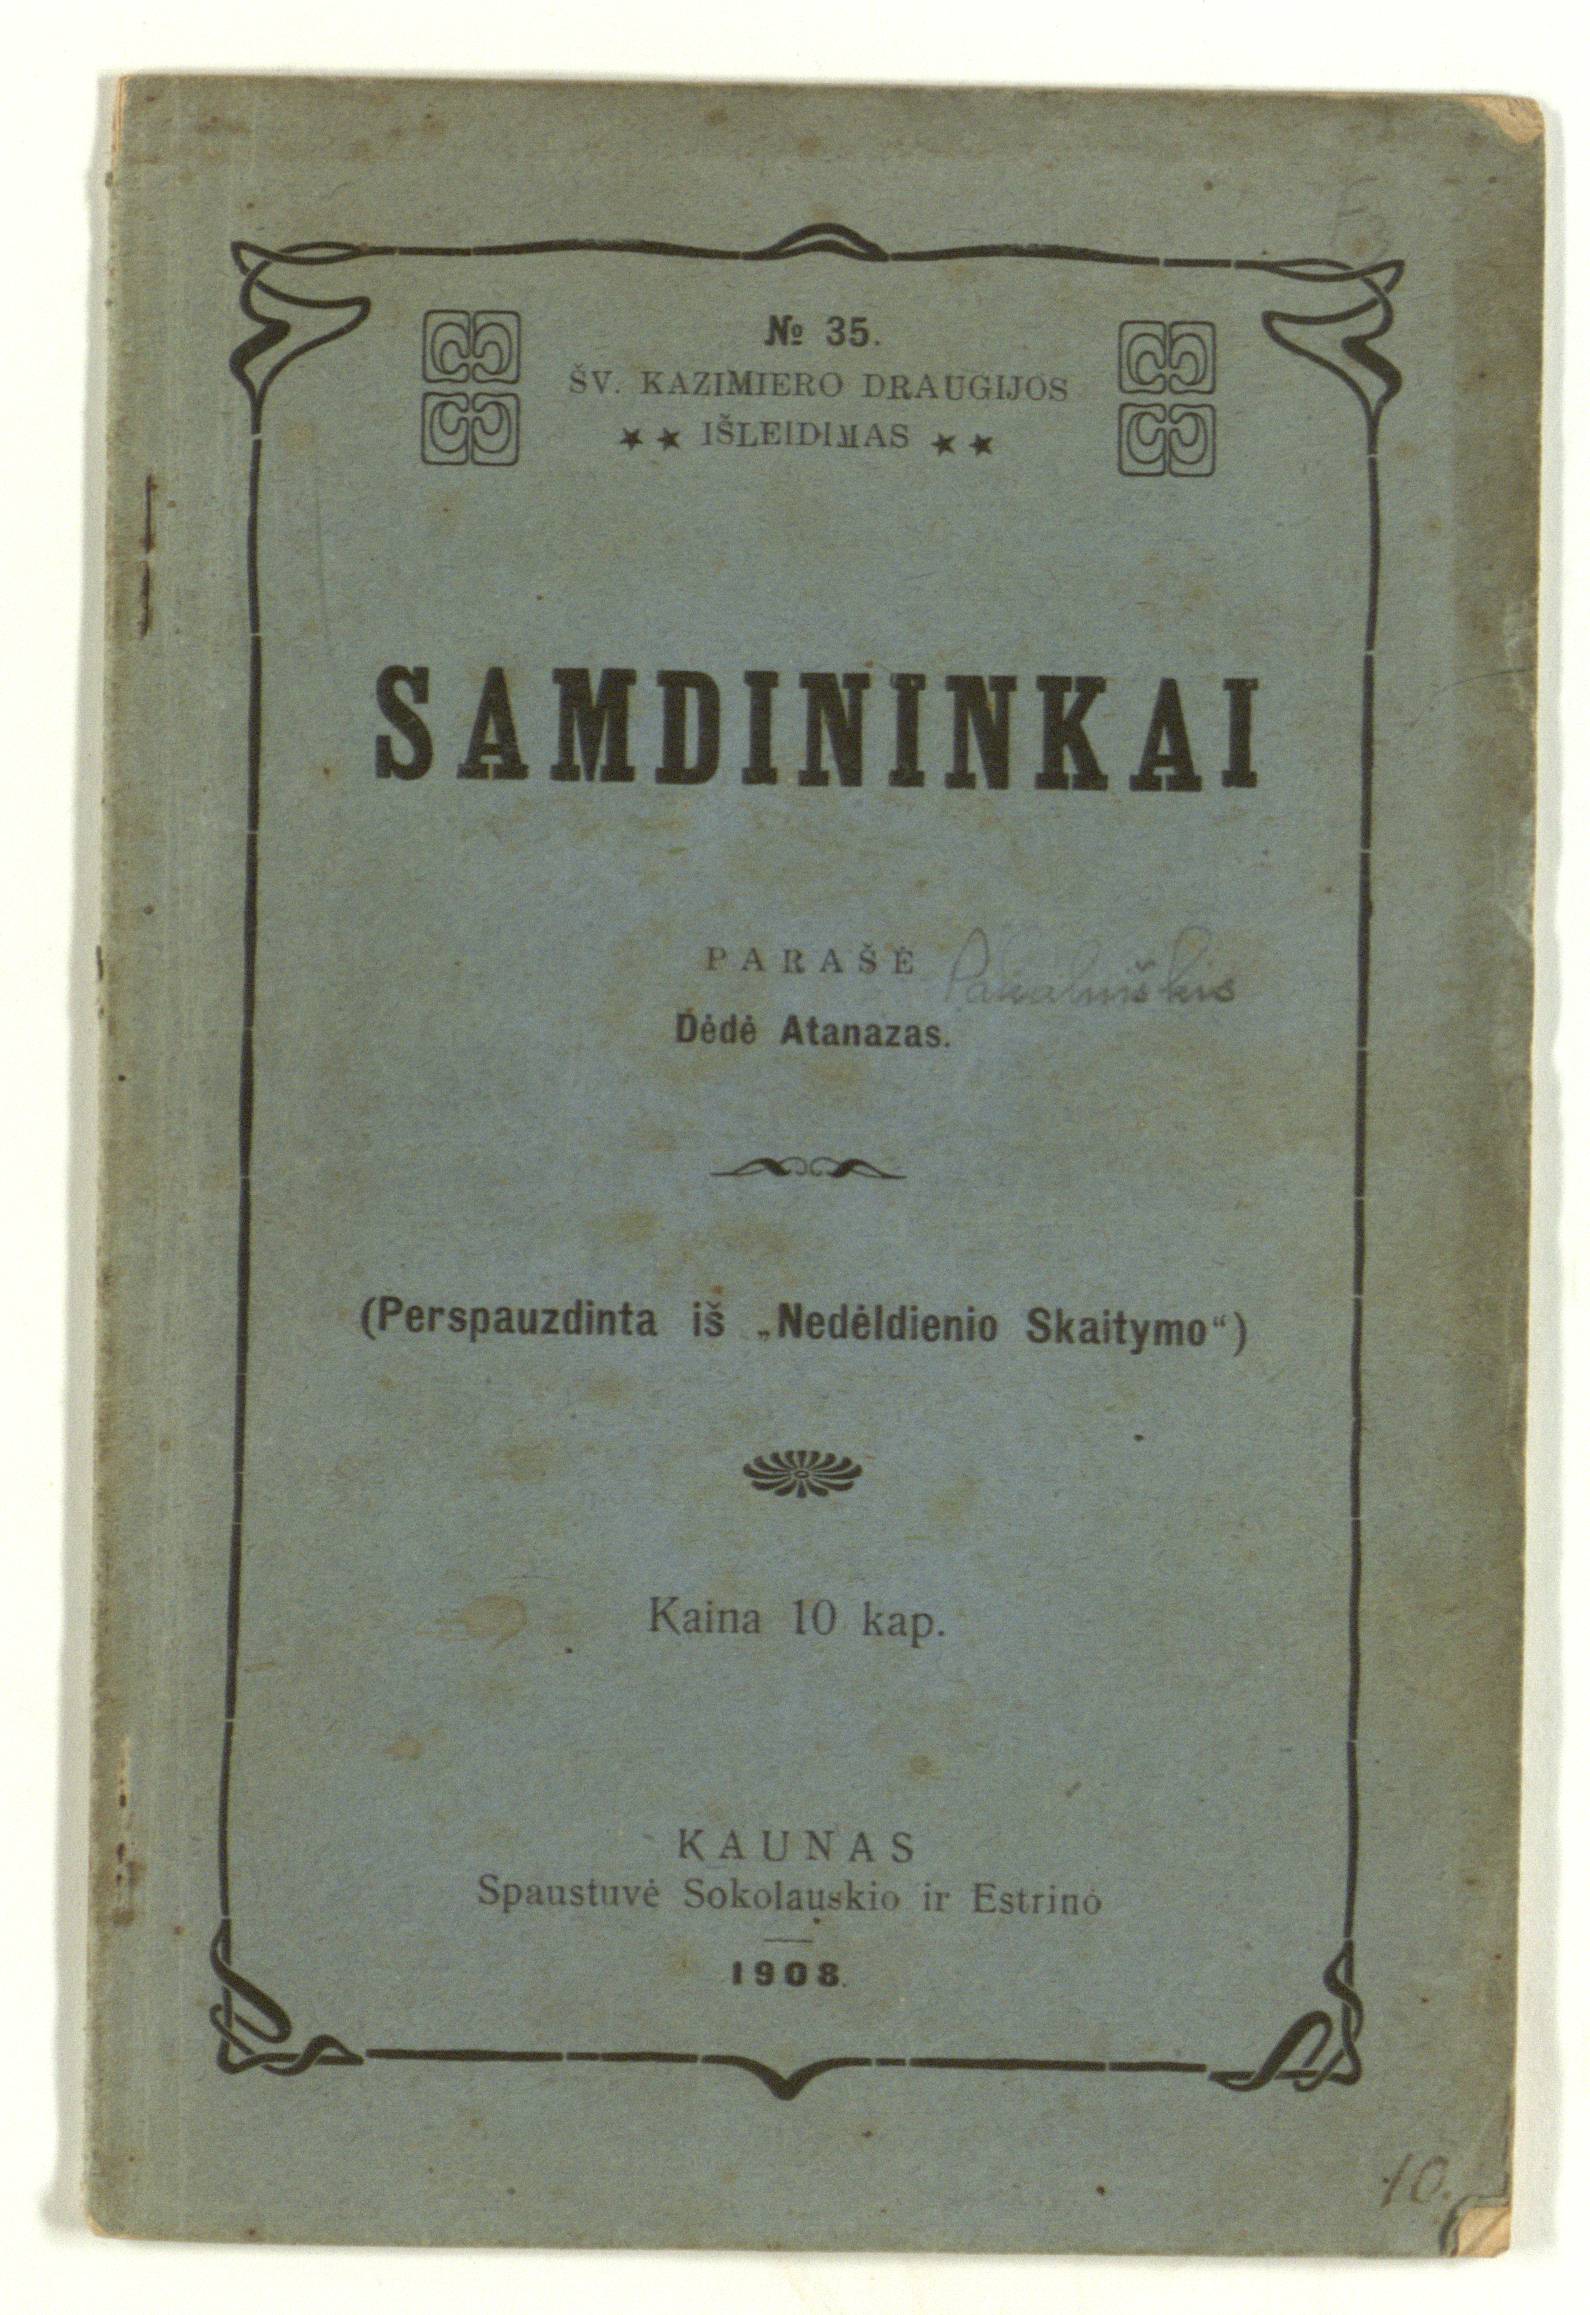 № 35.
ŠV. KAZIMIERO DRAUGIJOS
IŠLEIDIMAS
SAMDININKAI
PARAŠĖ
Pakalniškis
Dėdė Atanazas.
(Perspauzdinta iš „Nedėldienio Skaitymo“)
Kaina 10 kap.
KAUNAS
Spaustuvė Sokolauskio ir Estrino
1908.
10.